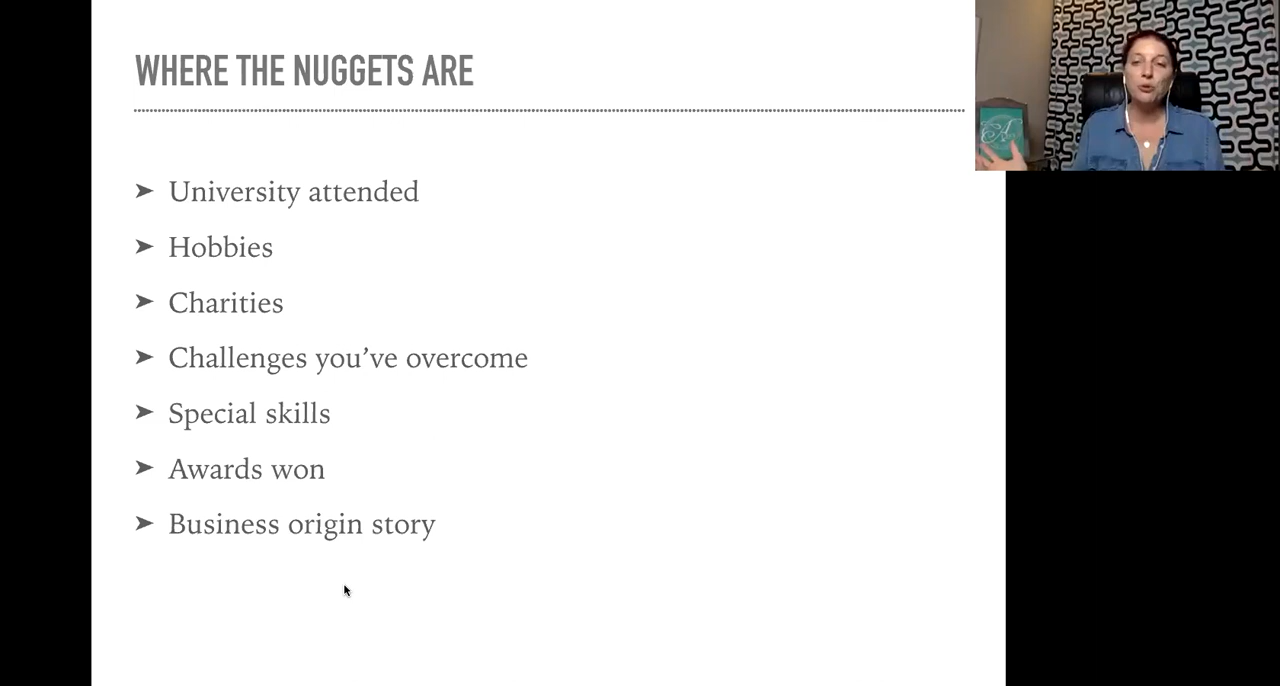 WHERE THE NUGGETS ARE
➤ University attended
➤ Hobbies
➤ Charities
➤ Challenges you’ve overcome
➤ Special skills
➤ Awards won
➤ Business origin story